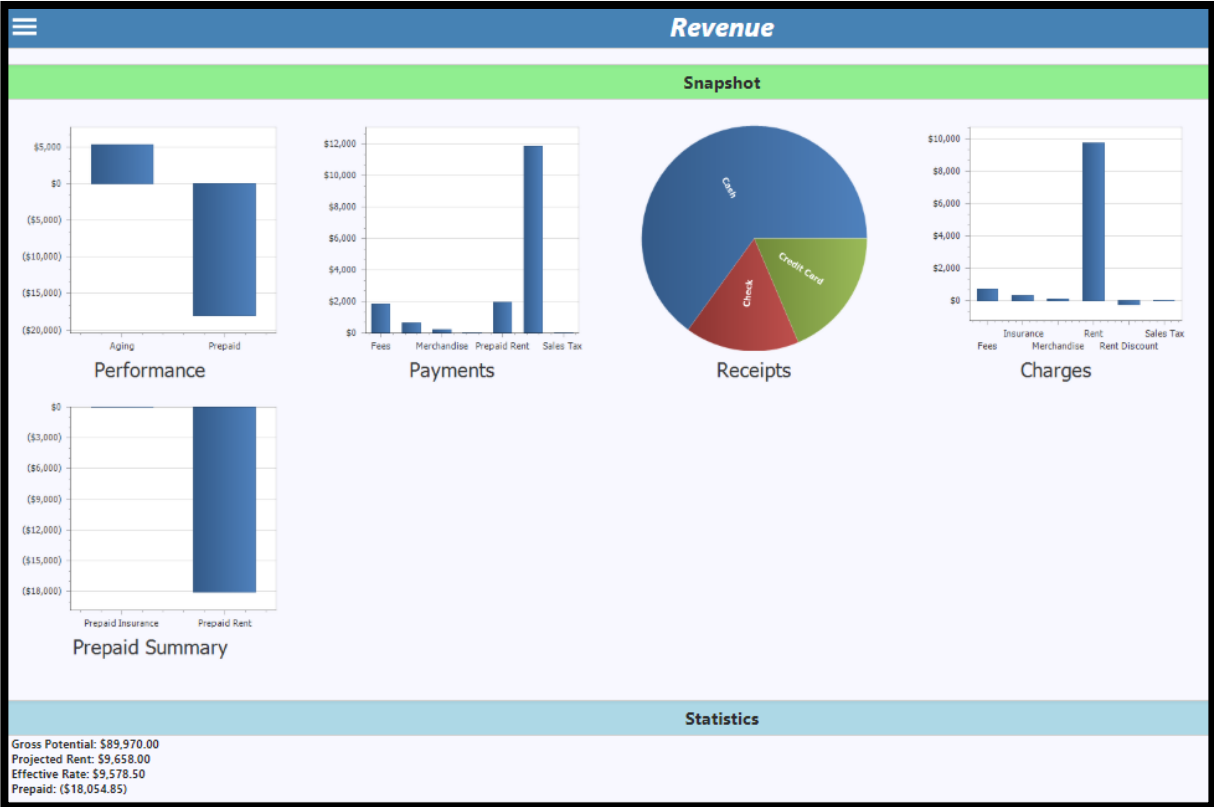 Revenue
Snapshot
$5,000
$0
($5,000)
($10,000)
($15,000)
($20,000)
Aging Prepaid
Performance
$12,000
$10,000
$8,000
$6,000
$4,000
$2,000
$0
Fees Merchandise Prepaid Rent Sales Tax
Payments
Cash
Credit Card
Check
Receipts
$10,000
$8,000
$6,000
$4,000
$2,000
$0
Insurance Rent Sales Tax
Fees Merchandise Rent Discount
Charges
$0
($3,000)
($6,000)
($9,000)
($12,000)
($15,000)
($18,000)
Prepaid Insurance Prepaid Rent
Prepaid Summary
Statistics
Gross Potential: $89,970.00
Projected Rent: $9,658.00
Effective Rate: $9,578.50
Prepaid: ($18,054.85)